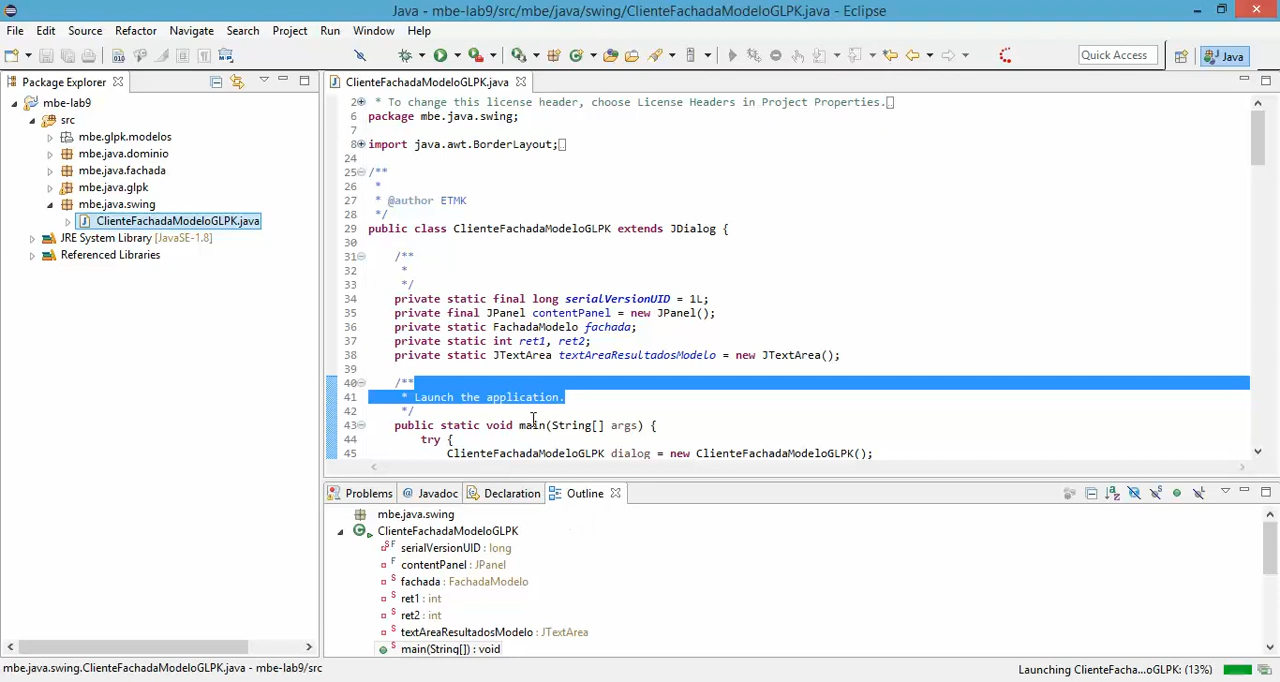 Java - mbe-lab9/src/mbe/java/swing/ClienteFachadaModeloGLPK.java - Eclipse
File Edit Source Refactor Navigate Search Project Run Window Help
Quick Access Java
Package Explorer
mbe-lab9
src
mbe.glpk.modelos
mbe.java.dominio
mbe.java.fachada
mbe.java.glpk
mbe.java.swing
ClienteFachadaModeloGLPK.java
JRE System Library [JavaSE-1.8]
Referenced Libraries
ClienteFachadaModeloGLPK.java
2 * To change this license header, choose License Headers in Project Properties.
6 package mbe.java.swing;
7
8 import java.awt.BorderLayout;
24
25 /**
26 *
27 * @author ETMK
28 */
29 public class ClienteFachadaModeloGLPK extends JDialog {
30
31 /**
32 *
33 */
34 private static final long serialVersionUID = 1L;
35 private final JPanel contentPanel = new JPanel();
36 private static FachadaModelo fachada;
37 private static int ret1, ret2;
38 private static JTextArea textAreaResultadosModelo = new JTextArea();
39
40 /**
41 * Launch the application.
42 */
43 public static void main(String[] args) {
44 try {
45 ClienteFachadaModeloGLPK dialog = new ClienteFachadaModeloGLPK();
Problems @ Javadoc Declaration Outline
mbe.java.swing
ClienteFachadaModeloGLPK
serialVersionUID : long
contentPanel : JPanel
fachada : FachadaModelo
ret1 : int
ret2 : int
textAreaResultadosModelo : JTextArea
main(String[]) : void
mbe.java.swing.ClienteFachadaModeloGLPK.java - mbe-lab9/src
Launching ClienteFacha...oGLPK: (13%)